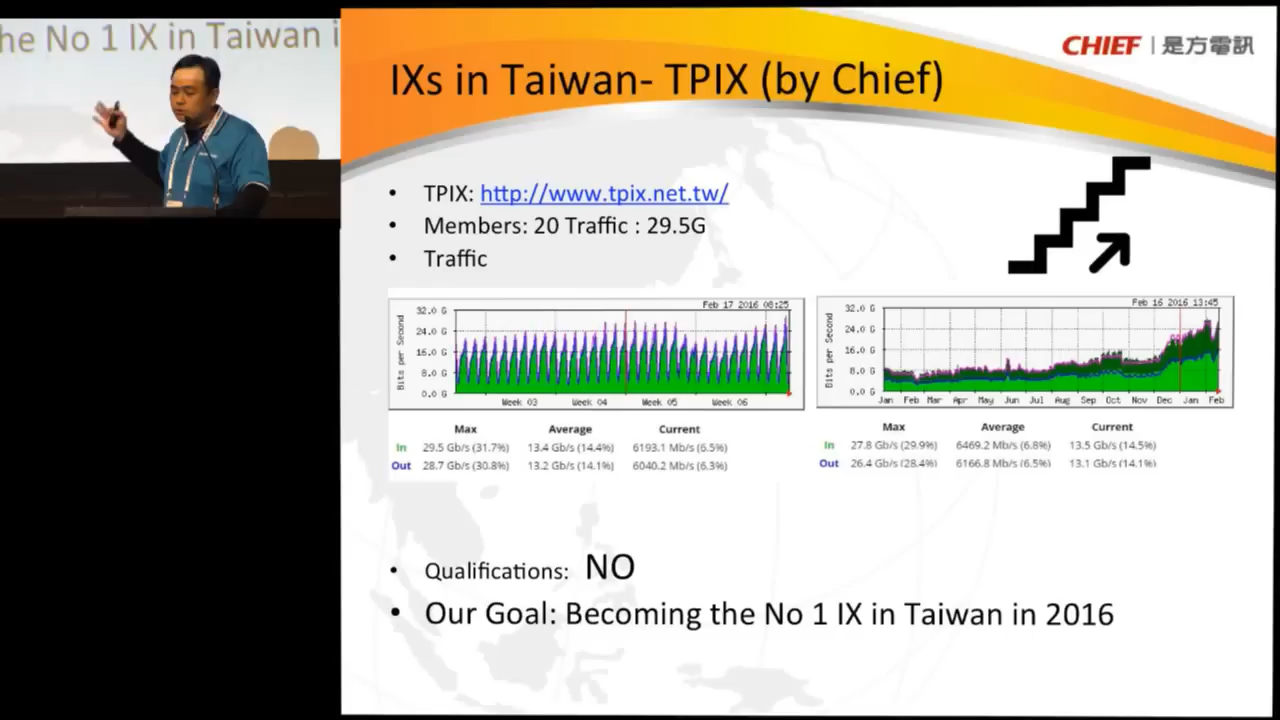 he No 1 IX in Taiwan i
CHIEF | 是方電訊
IXs in Taiwan- TPIX (by Chief)
• TPIX: http://www.tpix.net.tw/
• Members: 20 Traffic : 29.5G
• Traffic
Feb 17 2016 08:25
Bits per Second
32.0 G
24.0 G
16.0 G
8.0 G
0.0 G
Week 03 Week 04 Week 05 Week 06
Max Average Current
In 29.5 Gb/s (31.7%) 13.4 Gb/s (14.4%) 6193.1 Mb/s (6.5%)
Out 28.7 Gb/s (30.8%) 13.2 Gb/s (14.1%) 6040.2 Mb/s (6.3%)
Feb 16 2016 13:45
Bits per Second
32.0 G
24.0 G
16.0 G
8.0 G
0.0 G
Jan Feb Mar Apr May Jun Jul Aug Sep Oct Nov Dec Jan Feb
Max Average Current
In 27.8 Gb/s (29.9%) 6469.2 Mb/s (6.8%) 13.5 Gb/s (14.5%)
Out 26.4 Gb/s (28.4%) 6166.8 Mb/s (6.5%) 13.1 Gb/s (14.1%)
• Qualifications: NO
• Our Goal: Becoming the No 1 IX in Taiwan in 2016